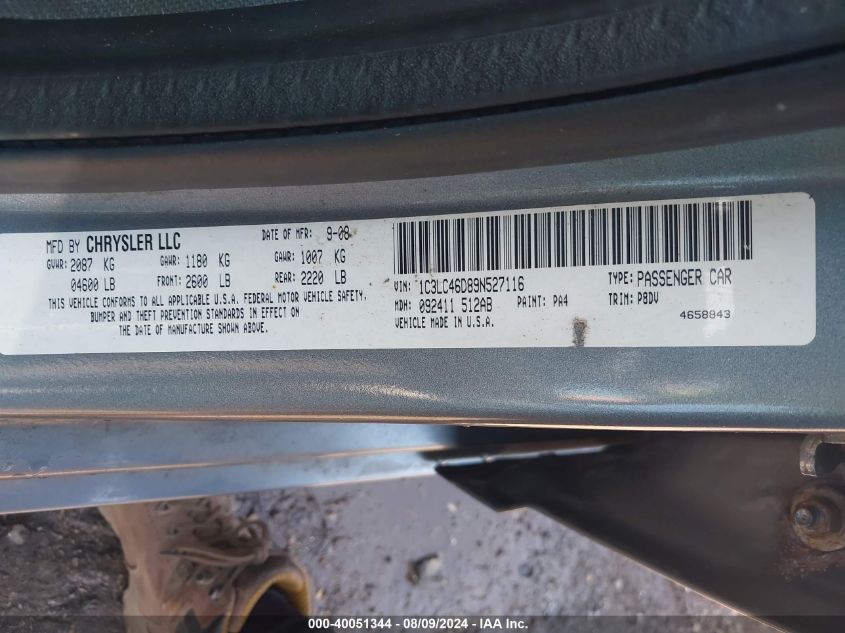 MFD BY CHRYSLER LLC DATE OF MFR 9-08
GVWR: 2087 KG GAWR: 1180 KG GAWR: 1007 KG
04600 LB FRONT: 2600 LB REAR: 2220 LB
THIS VEHICLE CONFORMS TO ALL APPLICABLE U.S.A. FEDERAL MOTOR VEHICLE SAFETY,
BUMPER AND THEFT PREVENTION STANDARDS IN EFFECT ON
THE DATE OF MANUFACTURE SHOWN ABOVE.
VIN: 1C3LC46D89N527116 TYPE: PASSENGER CAR
MDH: 092411 512AB PAINT: PA4 TRIM: P8DV
VEHICLE MADE IN U.S.A. 4658843
000-40051344 - 08/09/2024 - IAA Inc.